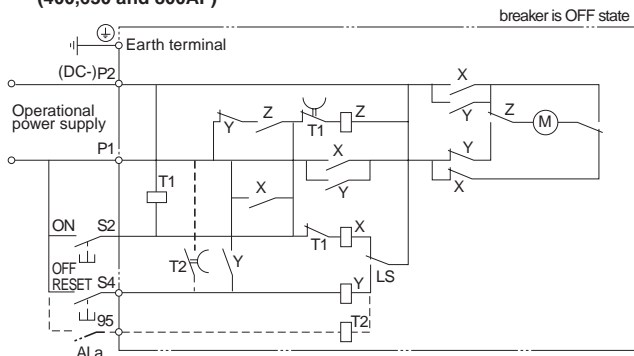 (400,630 and 800AF)
breaker is OFF state
Earth terminal
(DC-)P2
X
Operational
power supply
Y
Z
T1
Z
Y
Z
M
P1
X
Y
Y
X
T1
X
ON
S2
T1
X
T2
Y
LS
OFF
RESET
S4
Y
95
T2
ALa